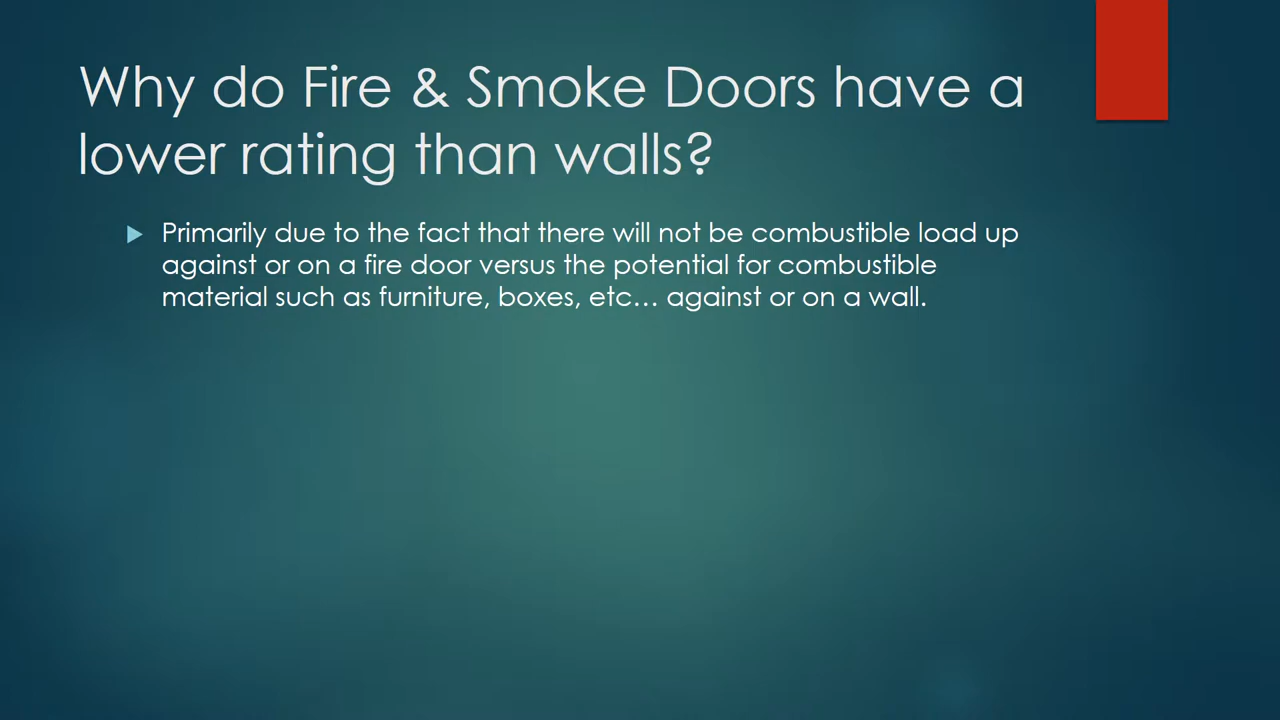 Why do Fire & Smoke Doors have a
lower rating than walls?
Primarily due to the fact that there will not be combustible load up
against or on a fire door versus the potential for combustible
material such as furniture, boxes, etc… against or on a wall.